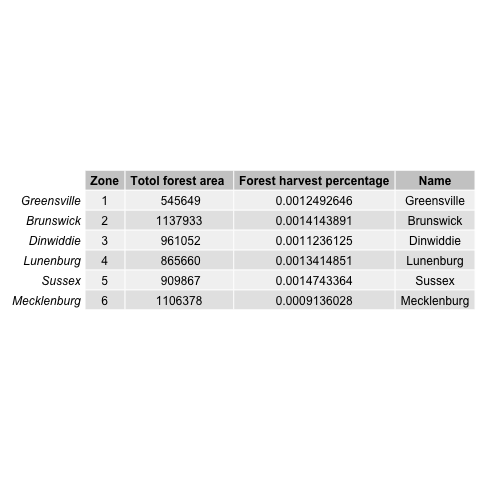 Zone Totol forest area Forest harvest percentage Name
Greensville 1 545649 0.0012492646 Greensville
Brunswick 2 1137933 0.0014143891 Brunswick
Dinwiddie 3 961052 0.0011236125 Dinwiddie
Lunenburg 4 865660 0.0013414851 Lunenburg
Sussex 5 909867 0.0014743364 Sussex
Mecklenburg 6 1106378 0.0009136028 Mecklenburg